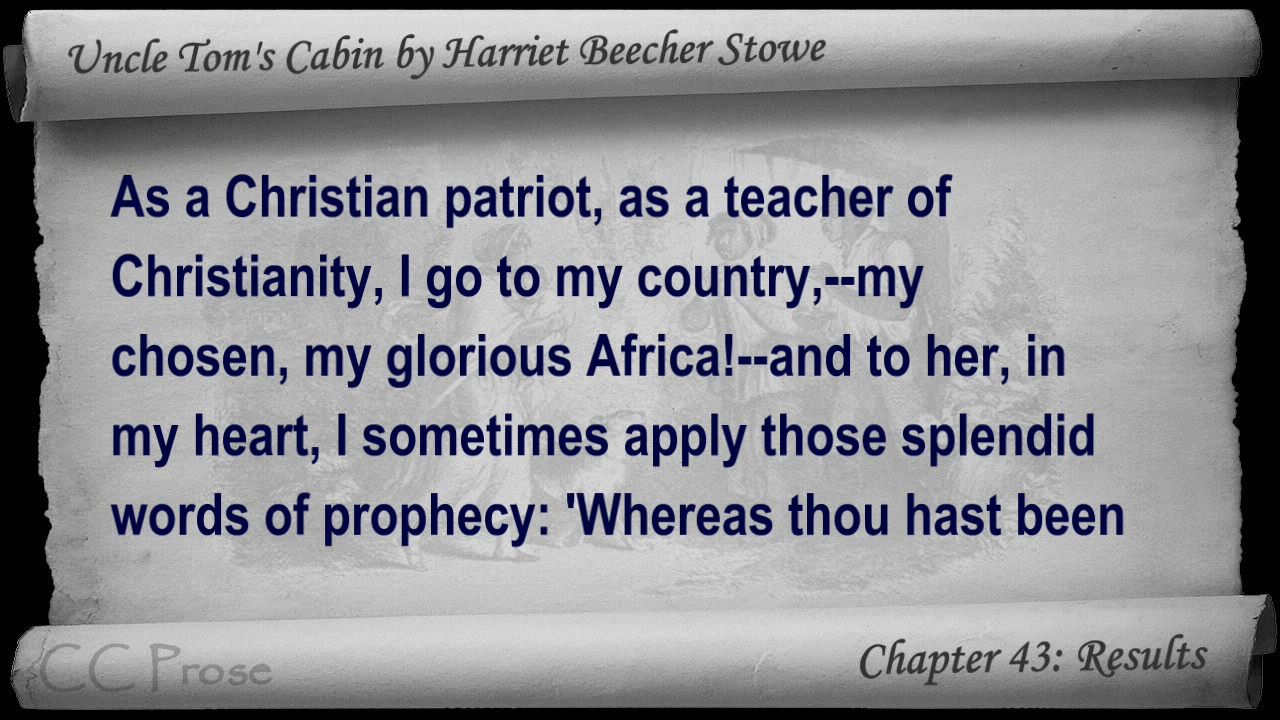 Uncle Tom's Cabin by Harriet Beecher Stowe
As a Christian patriot, as a teacher of
Christianity, I go to my country,--my
chosen, my glorious Africa!--and to her, in
my heart, I sometimes apply those splendid
words of prophecy: 'Whereas thou hast been
CC Prose
Chapter 43: Results